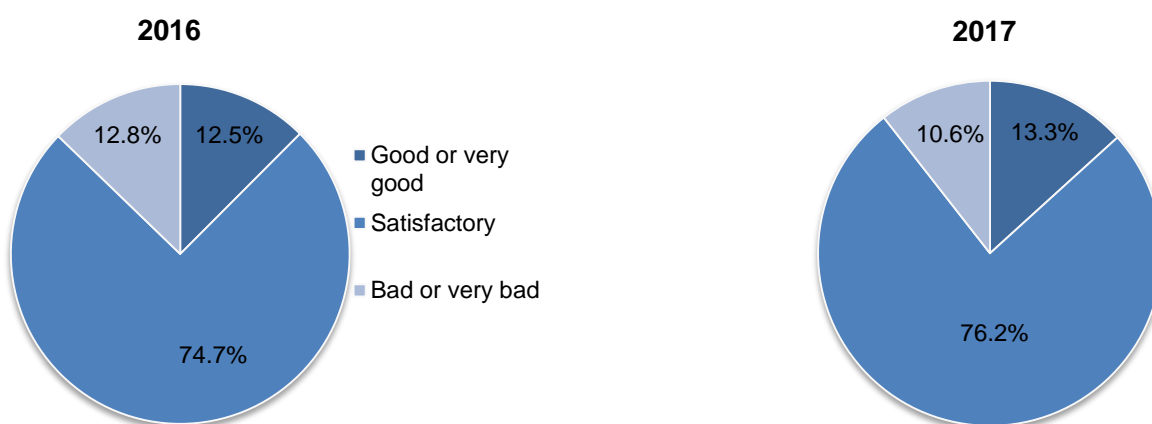 2016
2017
12.8%
12.5%
74.7%
Good or very
good
Satisfactory
Bad or very bad
10.6%
13.3%
76.2%